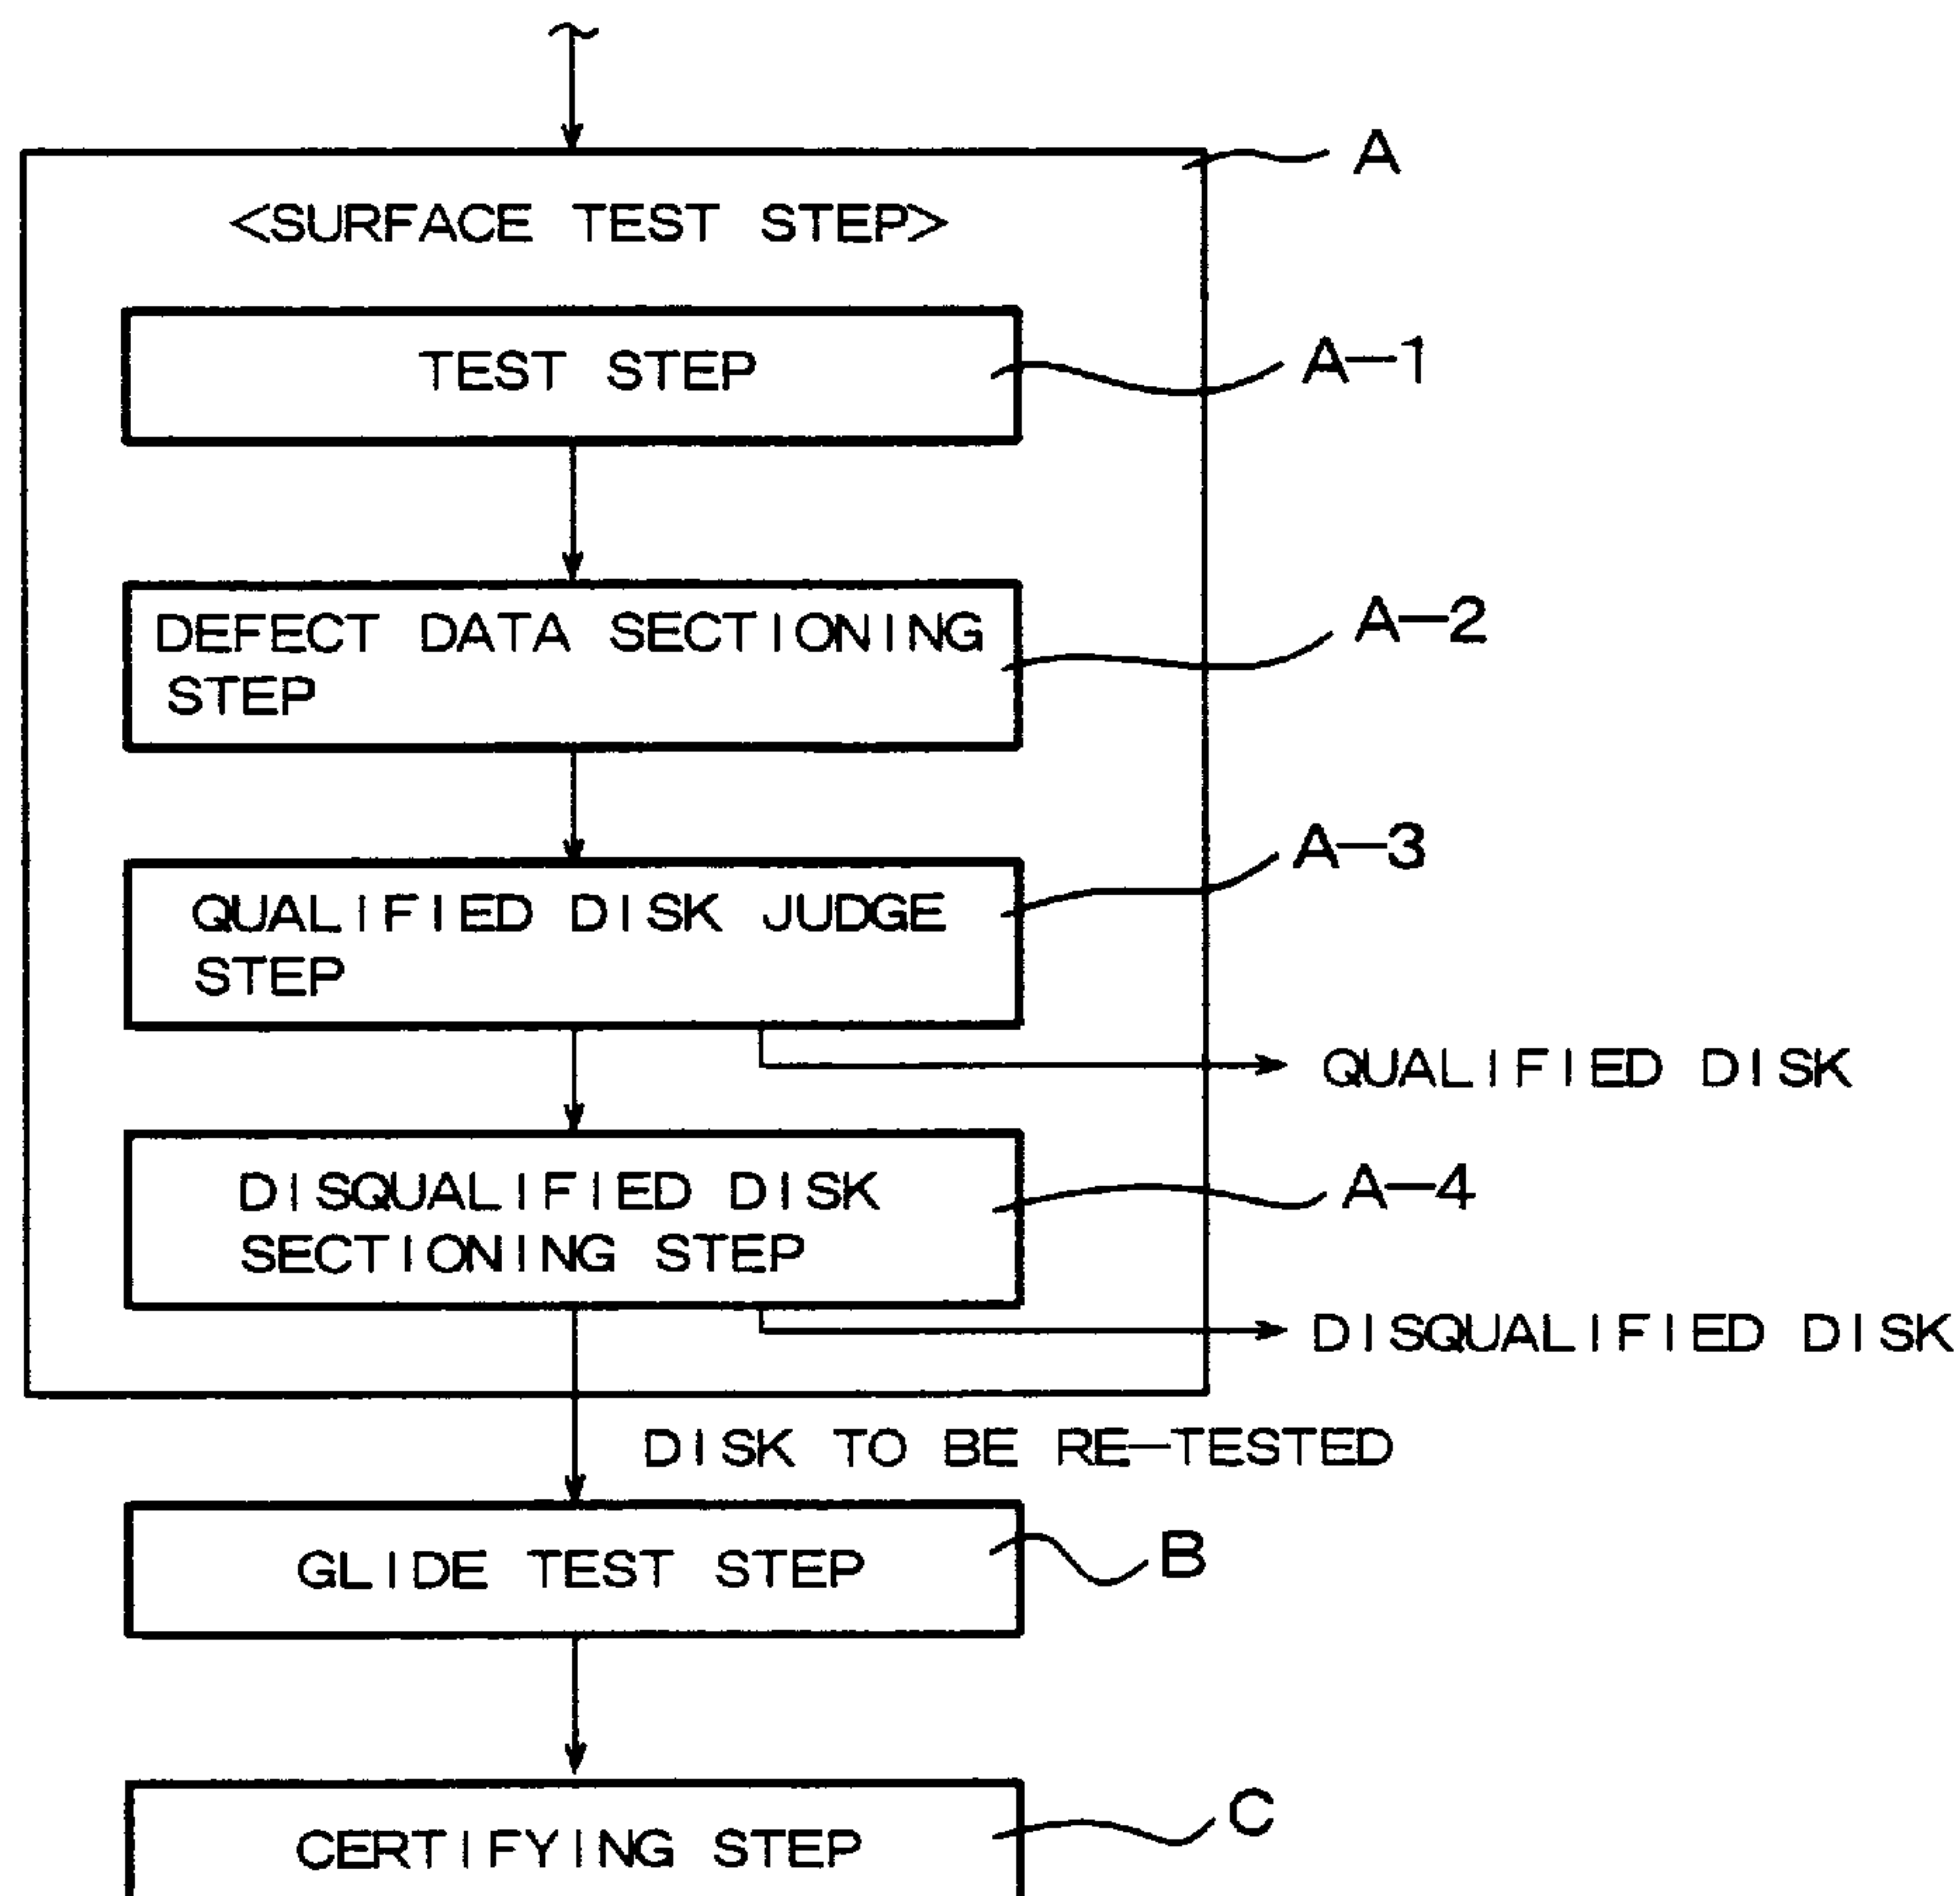 A
<SURFACE TEST STEP>
TEST STEP
A-1
DEFECT DATA SECTIONING
STEP
A-2
QUALIFIED DISK JUDGE
STEP
A-3
QUALIFIED DISK
DISQUALIFIED DISK
SECTIONING STEP
A-4
DISQUALIFIED DISK
DISK TO BE RE-TESTED
GLIDE TEST STEP
B
CERTIFYING STEP
C